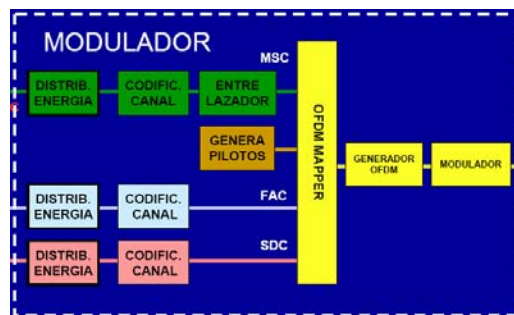 MODULADOR
MSC
DISTRIB.
ENERGIA
CODIFIC.
CANAL
ENTRE
LAZADOR
GENERA
PILOTOS
OFDM MAPPER
GENERADOR
OFDM
MODULADOR
DISTRIB.
ENERGIA
CODIFIC.
CANAL
FAC
DISTRIB.
ENERGIA
CODIFIC.
CANAL
SDC